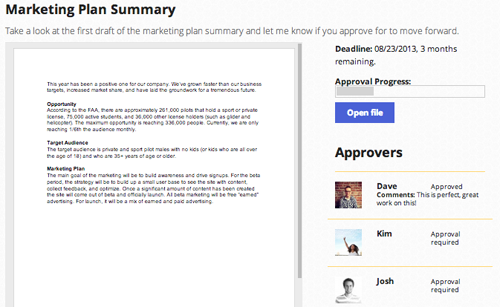 Marketing Plan Summary
Take a look at the first draft of the marketing plan summary and let me know if you approve for to move forward.
This year has been a positive one for our company. We've grown faster than our business
targets, increased market share, and have laid the groundwork for a tremendous future.
Opportunity
According to the FAA, there are approximately 261,000 pilots that hold a sport or private
license, 75,000 active students, and 36,000 other license holders (such as glider and
helicopter). The maximum opportunity is reaching 336,000 people. Currently, we are only
reaching 1/6th the audience monthly.
Target Audience
The target audience is private and sport pilot males with no kids (or kids who are all over
the age of 18) and who are 35+ years of age or older.
Marketing Plan
The main goal of the marketing will be to build awareness and drive signups. For the beta
period, the strategy will be to build up a small user base to see the site with content,
collect feedback, and optimize. Once a significant amount of content has been created
the site will come out of beta and officially launch. All beta marketing will be free "earned"
advertising. For launch, it will be a mix of earned and paid advertising.
Deadline: 08/23/2013, 3 months
remaining.
Approval Progress:
Open file
Approvers
Dave Approved
Comments: This is perfect, great
work on this!
Kim Approval
required
Josh Approval
required